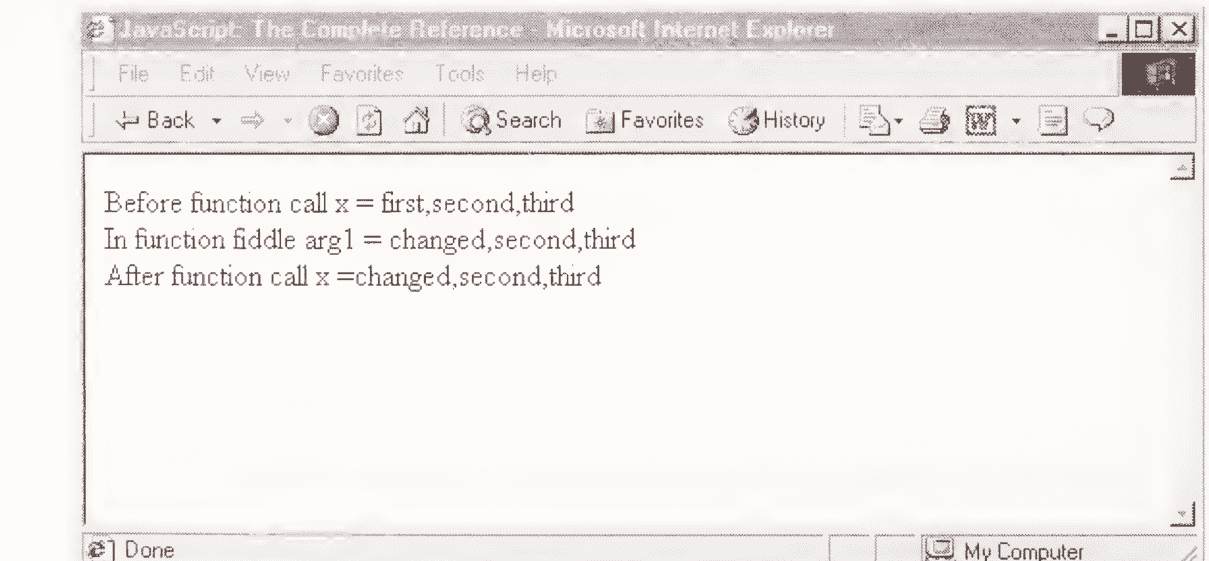 JavaScript: The Complete Reference - Microsoft Internet Explorer
File Edit View Favorites Tools Help
Back Search Favorites History
Before function call x = first,second,third
In function fiddle arg1 = changed,second,third
After function call x =changed,second,third
Done My Computer